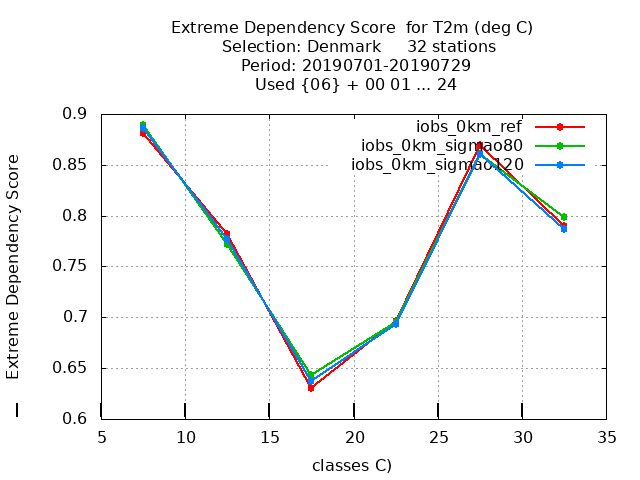 Extreme Dependency Score  for T2m (deg C)
Selection: Denmark     32 stations
Period: 20190701-20190729
Used {06} + 00 01 ... 24
iobs_0km_ref
iobs_0km_sigmao80
iobs_0km_sigmao120
Extreme Dependency Score
0.9
0.85
0.8
0.75
0.7
0.65
0.6
5 10 15 20 25 30 35
classes C)